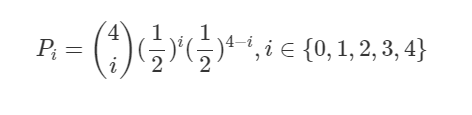 $P_i = \binom{4}{i} (\frac{1}{2})^i (\frac{1}{2})^{4-i}, i \in \{0, 1, 2, 3, 4\}$